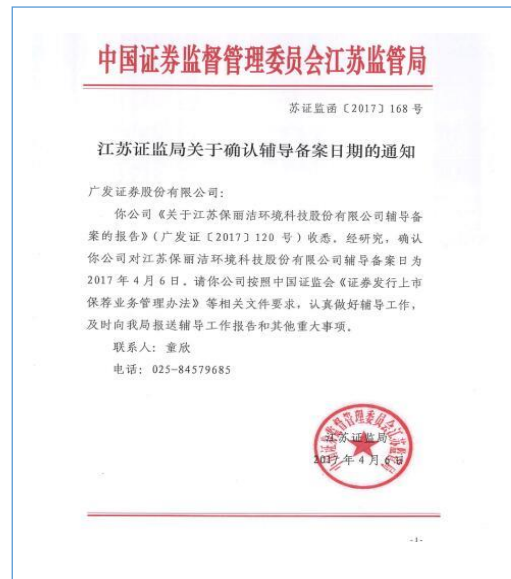 中国证券监督管理委员会江苏监管局
苏证监函〔2017〕168号
江苏证监局关于确认辅导备案日期的通知
广发证券股份有限公司:
你公司《关于江苏保丽洁环境科技股份有限公司辅导备
案的报告》(广发证〔2017〕120号)收悉。经研究,确认
你公司对江苏保丽洁环境科技股份有限公司辅导备案日为
2017年4月6日。请你公司按照中国证监会《证券发行上市
保荐业务管理办法》等相关文件要求,认真做好辅导工作,
及时向我局报送辅导工作报告和其他重大事项。
联系人:童欣
电话:025-84579685
江苏证监局
2017年4月6日
-1-